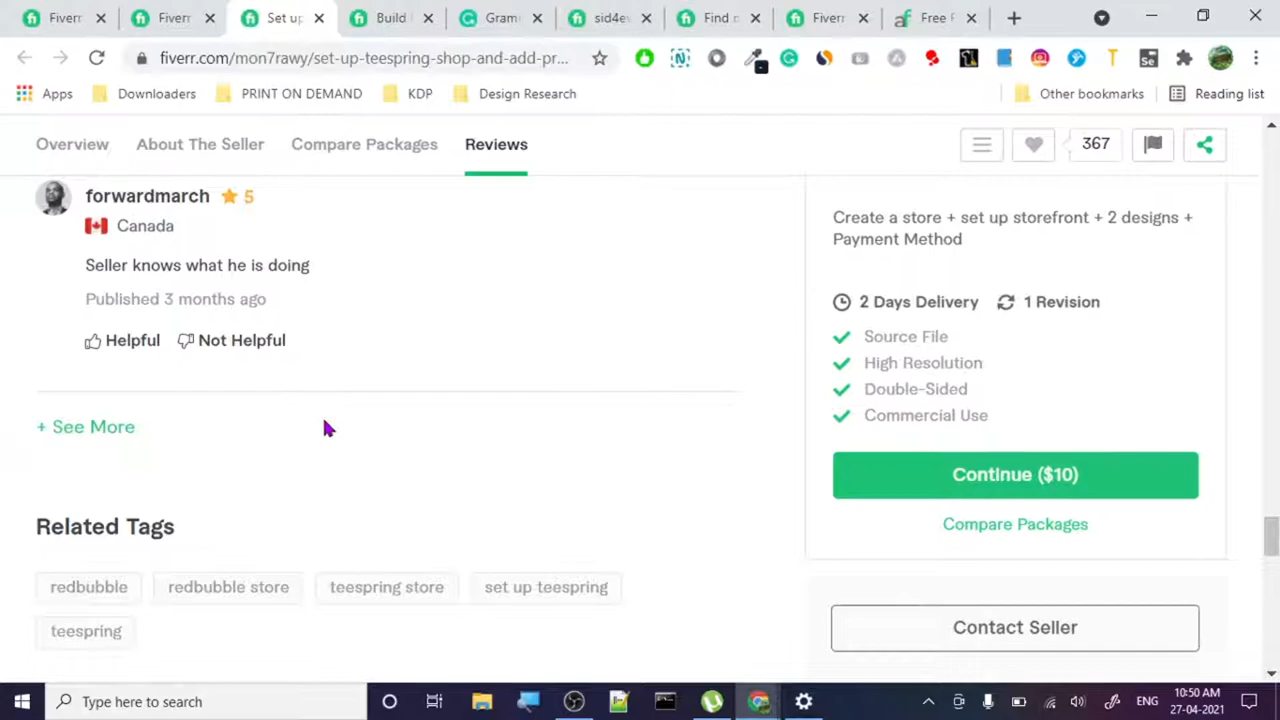 Fiverr
Fiverr
Set up
Build
Gram
sid4ev
Find n
Fiverr
Free F
fiverr.com/mon7rawy/set-up-teespring-shop-and-add-pr...
Apps
Downloaders
PRINT ON DEMAND
KDP
Design Research
Other bookmarks
Reading list
Overview
About The Seller
Compare Packages
Reviews
367
forwardmarch 5
Canada
Seller knows what he is doing
Published 3 months ago
Helpful
Not Helpful
+ See More
Related Tags
redbubble
redbubble store
teespring store
set up teespring
teespring
Create a store + set up storefront + 2 designs +
Payment Method
2 Days Delivery
1 Revision
Source File
High Resolution
Double-Sided
Commercial Use
Continue ($10)
Compare Packages
Contact Seller
Type here to search
ENG
10:50 AM
27-04-2021